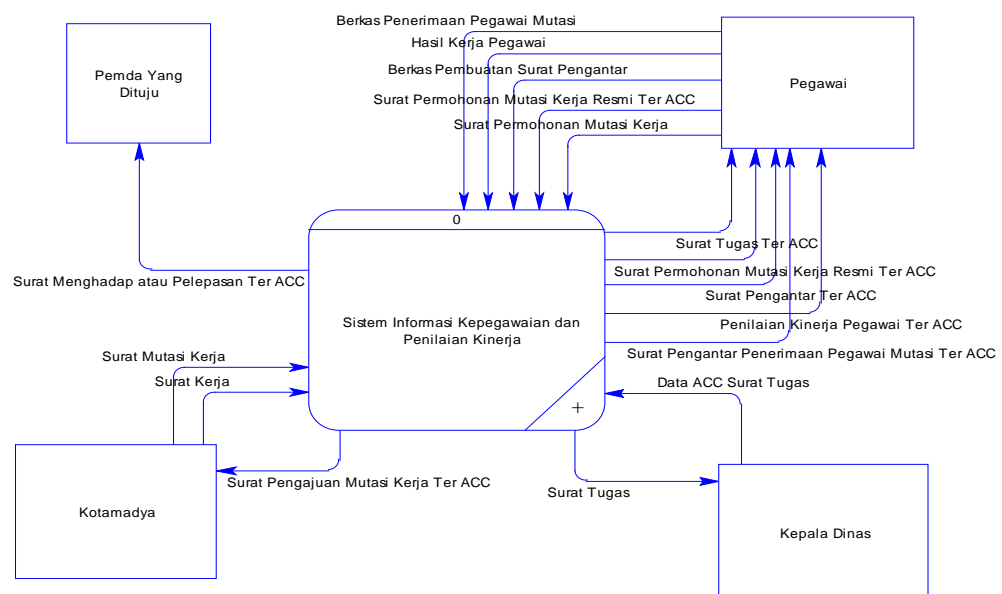 Berkas Penerimaan Pegawai Mutasi
Hasil Kerja Pegawai
Berkas Pembuatan Surat Pengantar
Surat Permohonan Mutasi Kerja Resmi Ter ACC
Surat Permohonan Mutasi Kerja
Pemda Yang
Dituju
Pegawai
0
Surat Tugas Ter ACC
Surat Permohonan Mutasi Kerja Resmi Ter ACC
Surat Pengantar Ter ACC
Penilaian Kinerja Pegawai Ter ACC
Surat Pengantar Penerimaan Pegawai Mutasi Ter ACC
Surat Menghadap atau Pelepasan Ter ACC
Sistem Informasi Kepegawaian dan
Penilaian Kinerja
+
Surat Mutasi Kerja
Surat Kerja
Data ACC Surat Tugas
Surat Pengajuan Mutasi Kerja Ter ACC
Surat Tugas
Kotamadya
Kepala Dinas